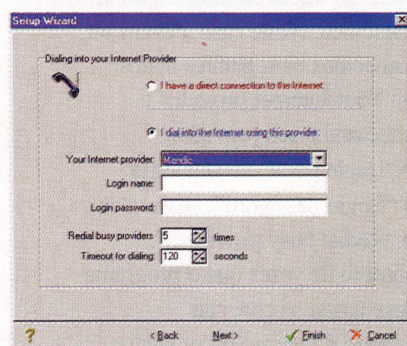 Setup Wizard
Dialing into your Internet Provider
I have a direct connection to the Internet.
I dial into the Internet using this provider:
Your Internet provider: Mandic
Login name:
Login password:
Redial busy providers 5 times
Timeout for dialing: 120 seconds
? < Back Next > Finish Cancel